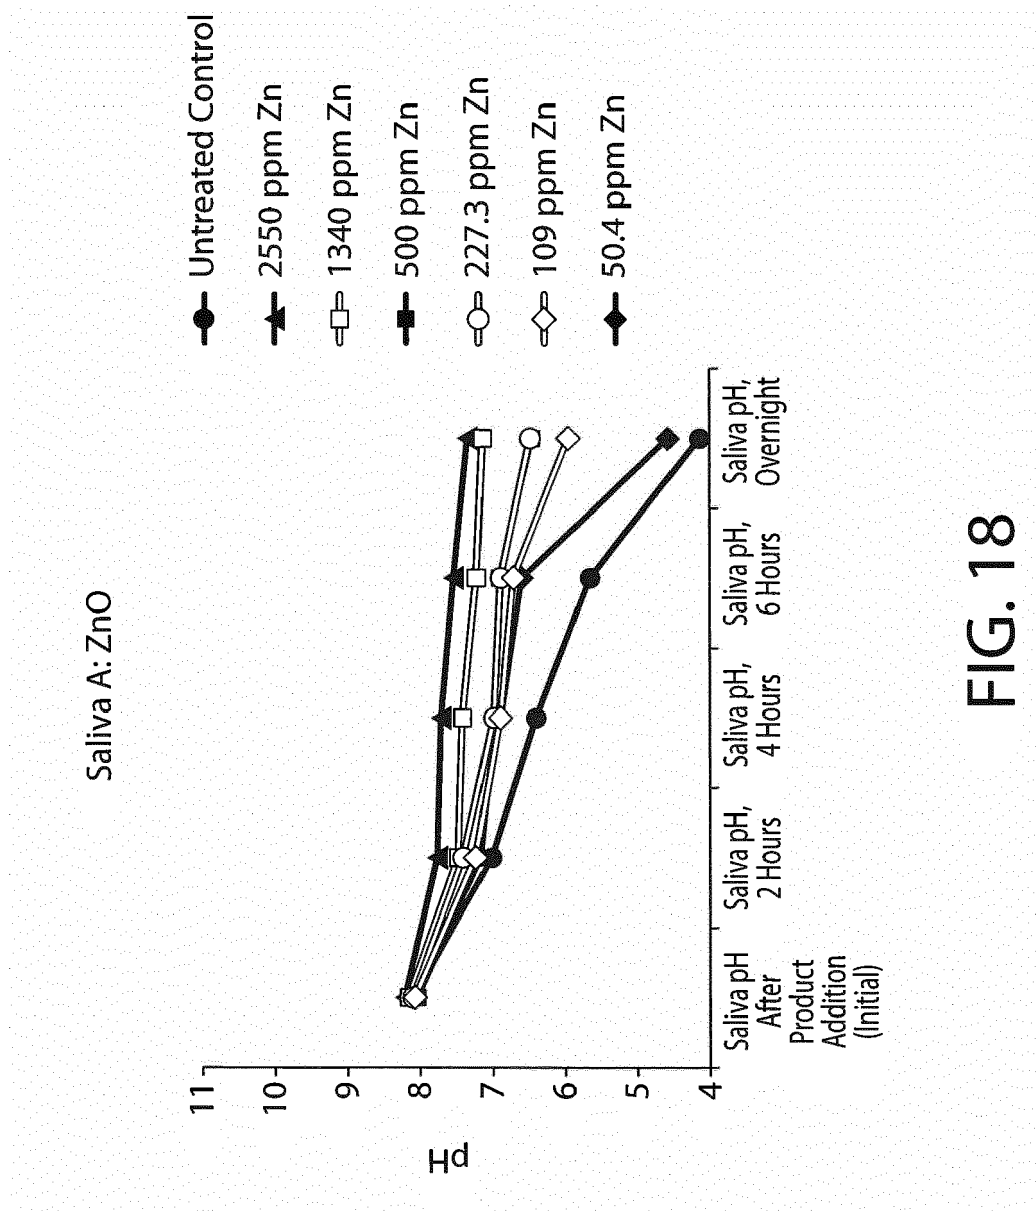 Saliva A: ZnO
pH
11
10
9
8
7
6
5
4
Saliva pH
After
Product
Addition
(Initial)
Saliva pH,
2 Hours
Saliva pH,
4 Hours
Saliva pH,
6 Hours
Saliva pH,
Overnight
Untreated Control
2550 ppm Zn
1340 ppm Zn
500 ppm Zn
227.3 ppm Zn
109 ppm Zn
50.4 ppm Zn
FIG. 18